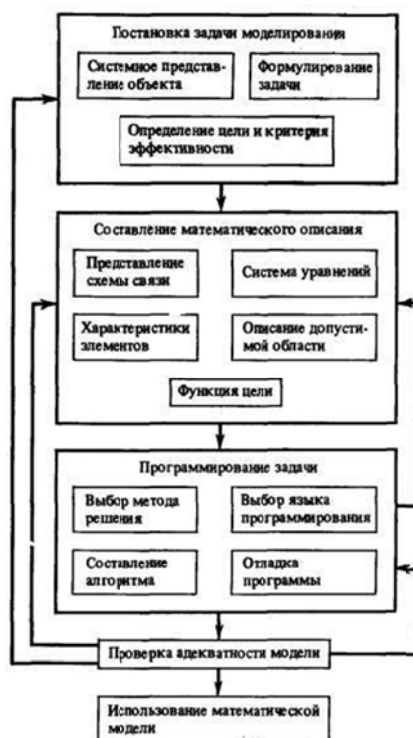 Постановка задачи моделирования
Системное представ-
ление объекта
Формулирование
задачи
Определение цели и критерия
эффективности
Составление математического описания
Представление
схемы связи
Система уравнений
Характеристики
элементов
Описание допусти-
мой области
Функция цели
Программирование задачи
Выбор метода
решения
Выбор языка
программирования
Составление
алгоритма
Отладка
программы
Проверка адекватности модели
Использование математической
модели